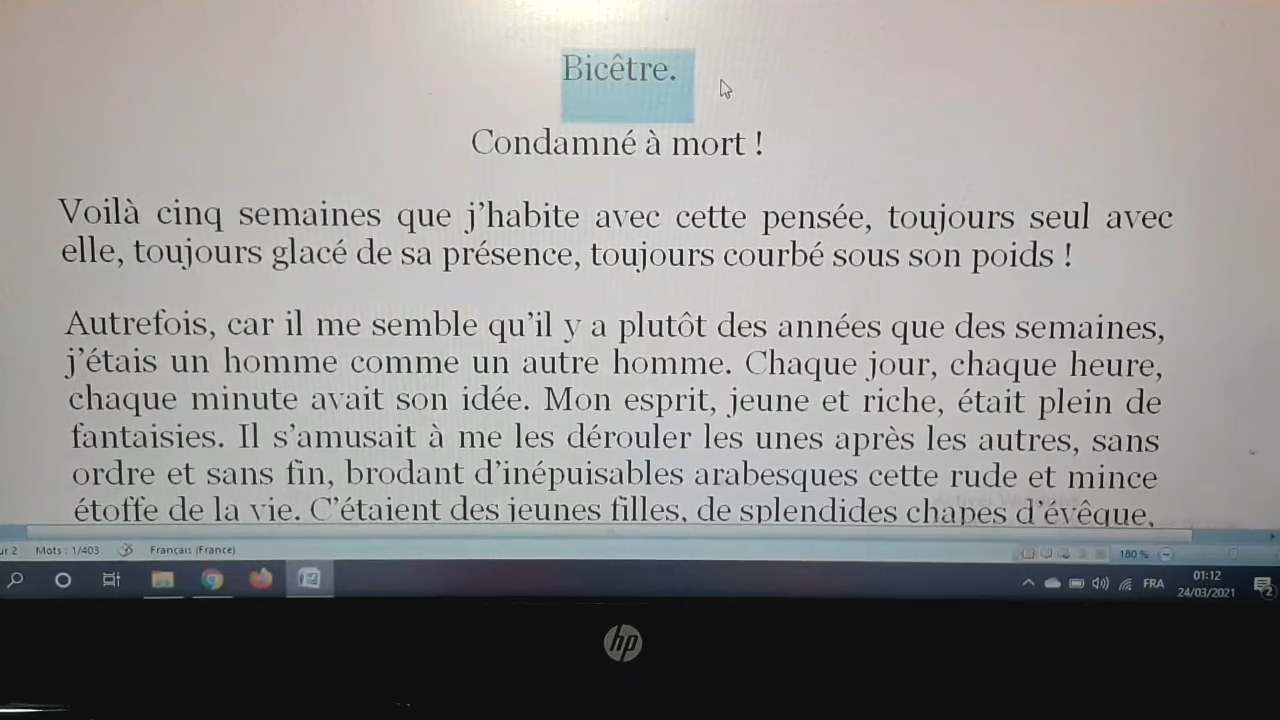 Bicêtre.
Condamné à mort !
Voilà cinq semaines que j’habite avec cette pensée, toujours seul avec
elle, toujours glacé de sa présence, toujours courbé sous son poids !
Autrefois, car il me semble qu’il y a plutôt des années que des semaines,
j’étais un homme comme un autre homme. Chaque jour, chaque heure,
chaque minute avait son idée. Mon esprit, jeune et riche, était plein de
fantaisies. Il s’amusait à me les dérouler les unes après les autres, sans
ordre et sans fin, brodant d’inépuisables arabesques cette rude et mince
étoffe de la vie. C’étaient des jeunes filles, de splendides chapes d’évêque,
ur 2 Mots : 1/403 Français (France) 180 %
FRA 01:12
24/03/2021 2
hp